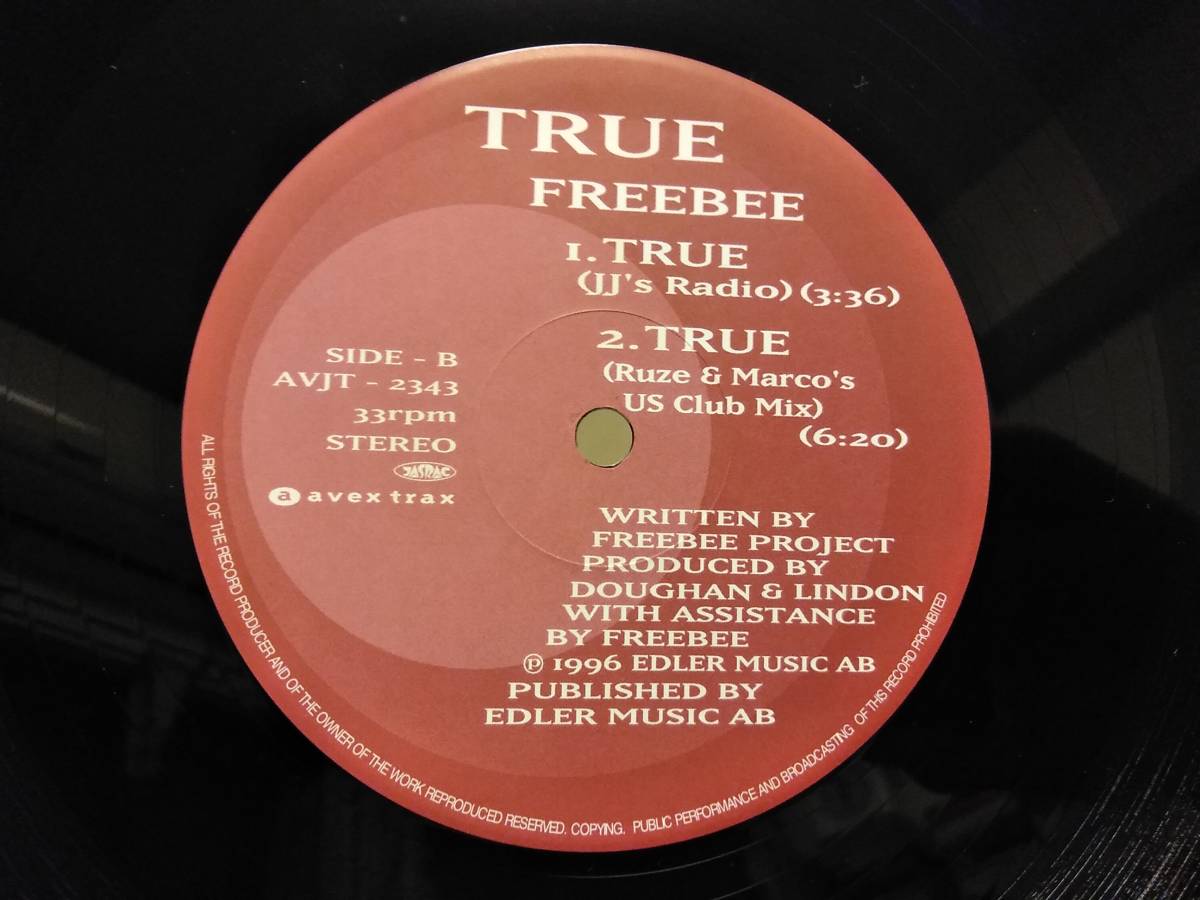 TRUE
FREEBEE
1. TRUE
(JJ's Radio) (3:36)
2. TRUE
(Ruze & Marco's
US Club Mix)
(6:20)
SIDE - B
AVJT - 2343
33rpm
STEREO
JASRAC
a avex trax
WRITTEN BY
FREEBEE PROJECT
PRODUCED BY
DOUGHAN & LINDON
WITH ASSISTANCE
BY FREEBEE
℗ 1996 EDLER MUSIC AB
PUBLISHED BY
EDLER MUSIC AB
ALL RIGHTS OF THE RECORD PRODUCER AND OF THE OWNER OF THE WORK REPRODUCED RESERVED. COPYING. PUBLIC PERFORMANCE AND BROADCASTING OF THIS RECORD PROHIBITED